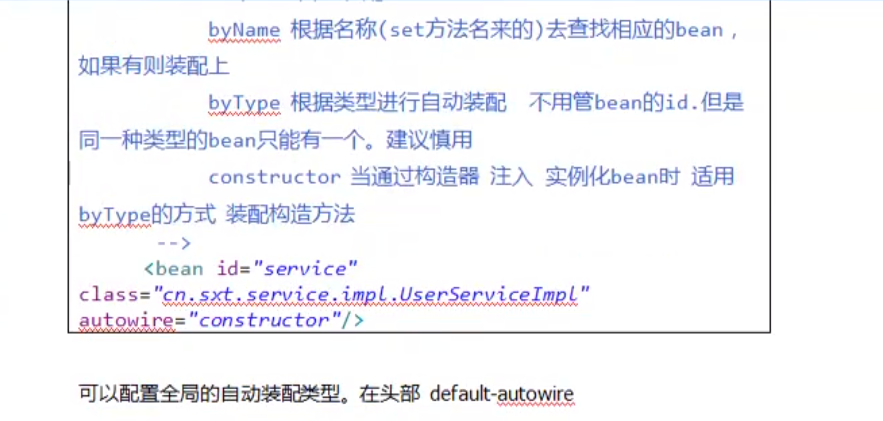 byName 根据名称(set方法名来的)去查找相应的bean，
如果有则装配上
byType 根据类型进行自动装配 不用管bean的id.但是
同一种类型的bean只能有一个。建议慎用
constructor 当通过构造器 注入 实例化bean时 适用
byType的方式 装配构造方法
-->
<bean id="service"
class="cn.sxt.service.impl.UserServiceImpl"
autowire="constructor"/>
可以配置全局的自动装配类型。在头部 default-autowire